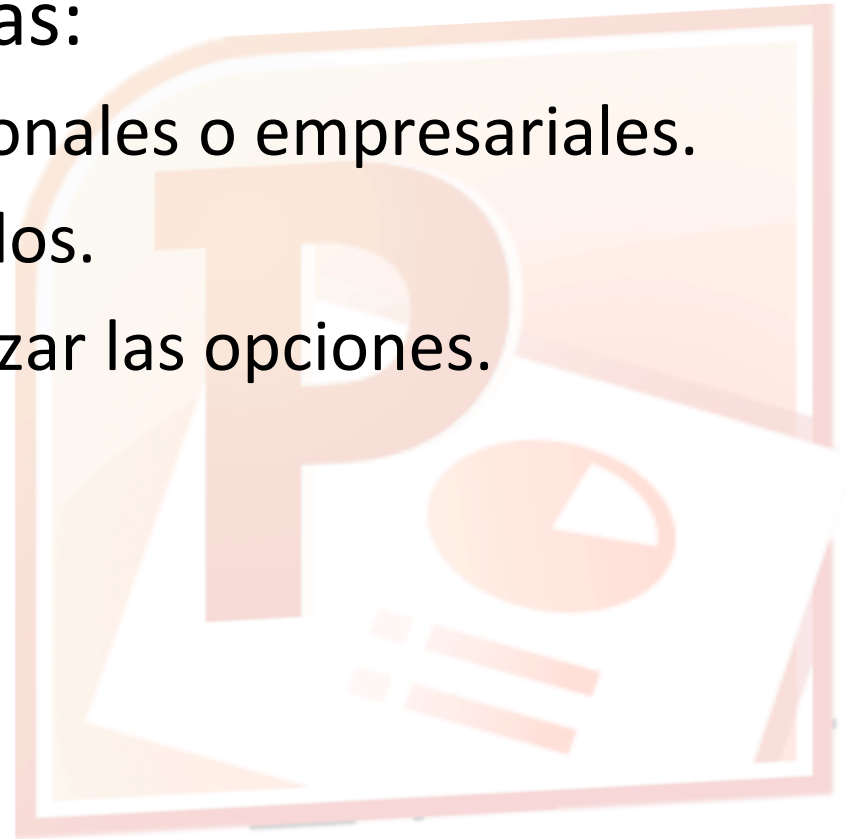 as:
onales o empresariales.
los.
zar las opciones.
P